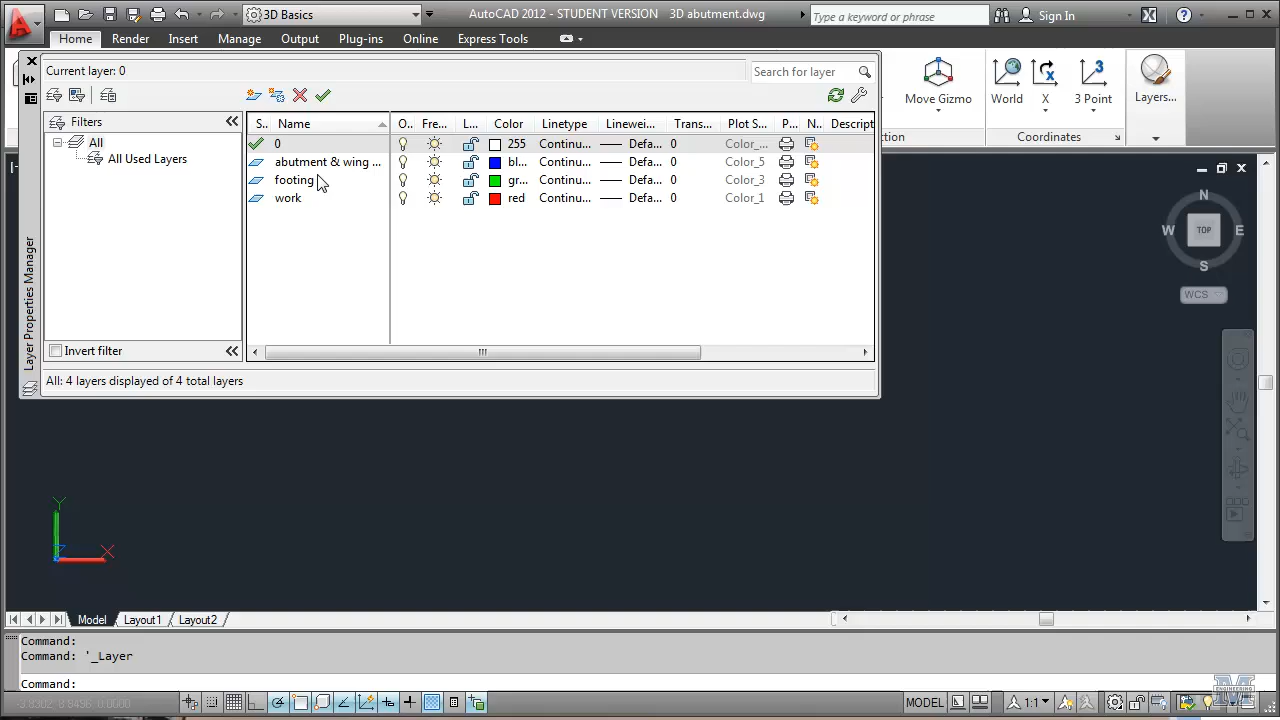 3D Basics
AutoCAD 2012 - STUDENT VERSION 3D abutment.dwg
Type a keyword or phrase
Sign In
Home Render Insert Manage Output Plug-ins Online Express Tools
Current layer: 0
Search for layer
Filters
All
All Used Layers
Invert filter
S.. Name O.. Fre... L... Color Linetype Linewei... Trans... Plot S... P... N.. Descript
0 255 Continu... Defa... 0 Color_...
abutment & wing ... bl... Continu... Defa... 0 Color_5
footing gr... Continu... Defa... 0 Color_3
work red Continu... Defa... 0 Color_1
All: 4 layers displayed of 4 total layers
Layer Properties Manager
Move Gizmo
World X 3 Point
Layers...
ction
Coordinates
N
W TOP E
S
WCS
Y
X
Model Layout1 Layout2
Command:
Command: '_Layer
Command:
MODEL
1:1
ENGINEERING